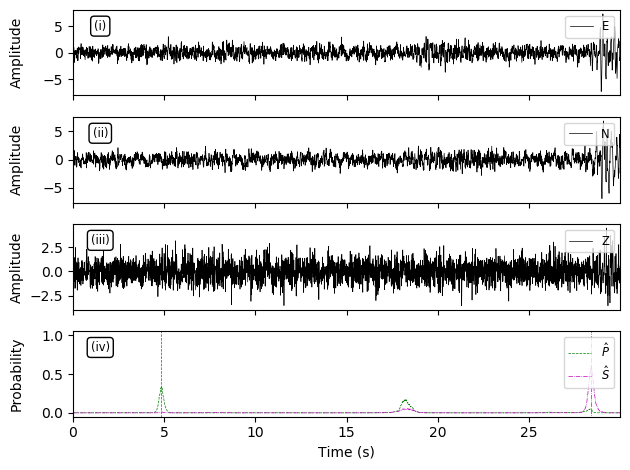 Amplitude
5
0
−5
(i)
E
Amplitude
5
0
−5
(ii)
N
Amplitude
2.5
0.0
−2.5
(iii)
Z
Probability
1.0
0.5
0.0
(iv)
P̂
Ŝ
0 5 10 15 20 25
Time (s)